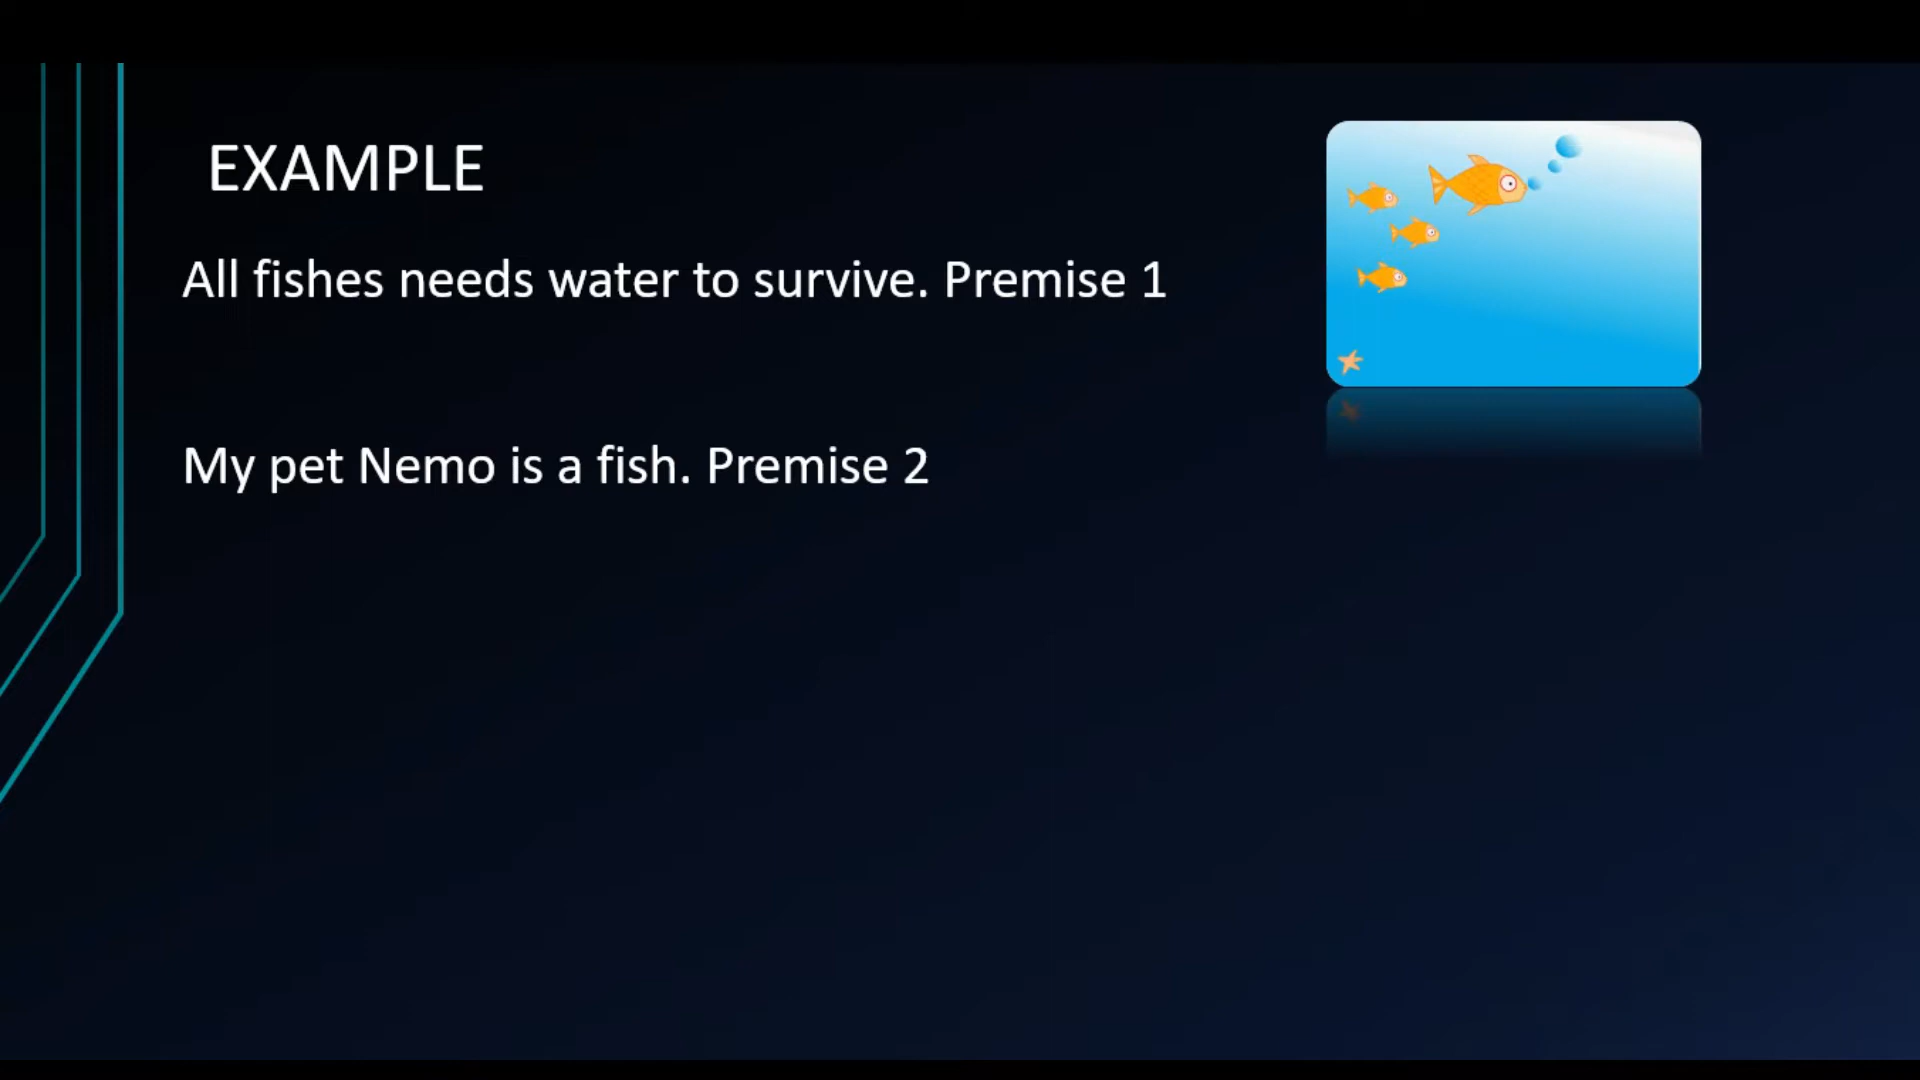 EXAMPLE
All fishes needs water to survive. Premise 1
My pet Nemo is a fish. Premise 2